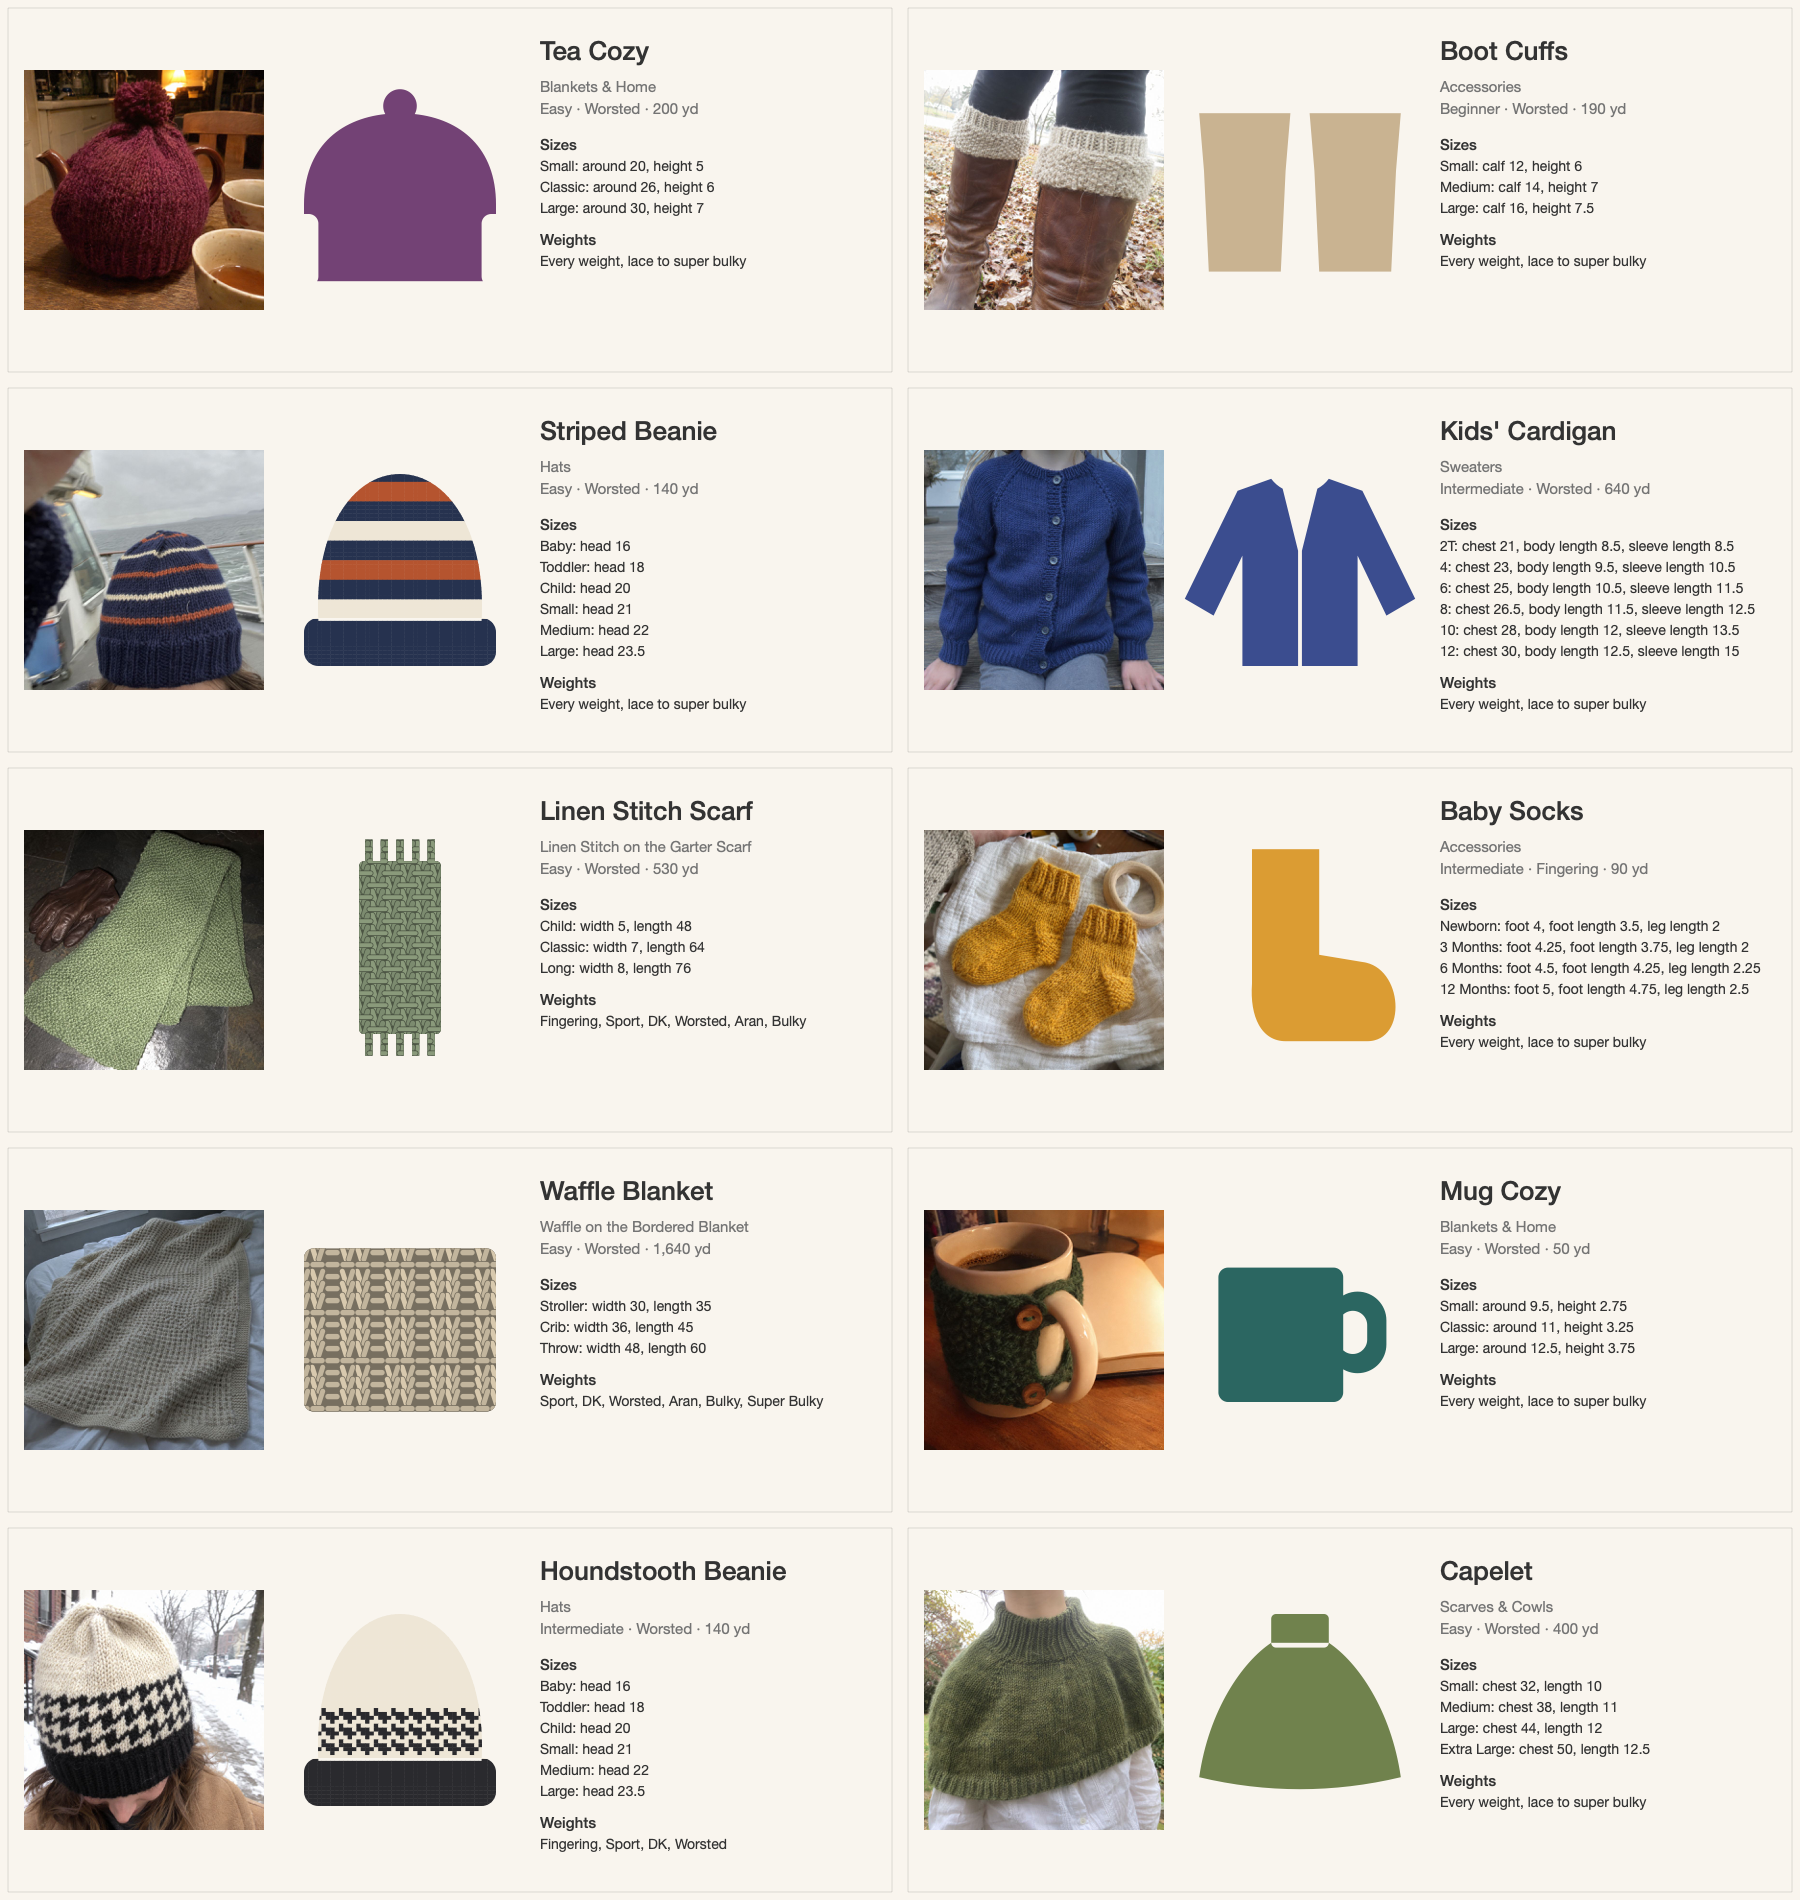 Tea Cozy
Blankets & Home
Easy · Worsted · 200 yd
Sizes
Small: around 20, height 5
Classic: around 26, height 6
Large: around 30, height 7
Weights
Every weight, lace to super bulky
Boot Cuffs
Accessories
Beginner · Worsted · 190 yd
Sizes
Small: calf 12, height 6
Medium: calf 14, height 7
Large: calf 16, height 7.5
Weights
Every weight, lace to super bulky
Striped Beanie
Hats
Easy · Worsted · 140 yd
Sizes
Baby: head 16
Toddler: head 18
Child: head 20
Small: head 21
Medium: head 22
Large: head 23.5
Weights
Every weight, lace to super bulky
Kids' Cardigan
Sweaters
Intermediate · Worsted · 640 yd
Sizes
2T: chest 21, body length 8.5, sleeve length 8.5
4: chest 23, body length 9.5, sleeve length 10.5
6: chest 25, body length 10.5, sleeve length 11.5
8: chest 26.5, body length 11.5, sleeve length 12.5
10: chest 28, body length 12, sleeve length 13.5
12: chest 30, body length 12.5, sleeve length 15
Weights
Every weight, lace to super bulky
Linen Stitch Scarf
Linen Stitch on the Garter Scarf
Easy · Worsted · 530 yd
Sizes
Child: width 5, length 48
Classic: width 7, length 64
Long: width 8, length 76
Weights
Fingering, Sport, DK, Worsted, Aran, Bulky
Baby Socks
Accessories
Intermediate · Fingering · 90 yd
Sizes
Newborn: foot 4, foot length 3.5, leg length 2
3 Months: foot 4.25, foot length 3.75, leg length 2
6 Months: foot 4.5, foot length 4.25, leg length 2.25
12 Months: foot 5, foot length 4.75, leg length 2.5
Weights
Every weight, lace to super bulky
Waffle Blanket
Waffle on the Bordered Blanket
Easy · Worsted · 1,640 yd
Sizes
Stroller: width 30, length 35
Crib: width 36, length 45
Throw: width 48, length 60
Weights
Sport, DK, Worsted, Aran, Bulky, Super Bulky
Mug Cozy
Blankets & Home
Easy · Worsted · 50 yd
Sizes
Small: around 9.5, height 2.75
Classic: around 11, height 3.25
Large: around 12.5, height 3.75
Weights
Every weight, lace to super bulky
Houndstooth Beanie
Hats
Intermediate · Worsted · 140 yd
Sizes
Baby: head 16
Toddler: head 18
Child: head 20
Small: head 21
Medium: head 22
Large: head 23.5
Weights
Fingering, Sport, DK, Worsted
Capelet
Scarves & Cowls
Easy · Worsted · 400 yd
Sizes
Small: chest 32, length 10
Medium: chest 38, length 11
Large: chest 44, length 12
Extra Large: chest 50, length 12.5
Weights
Every weight, lace to super bulky